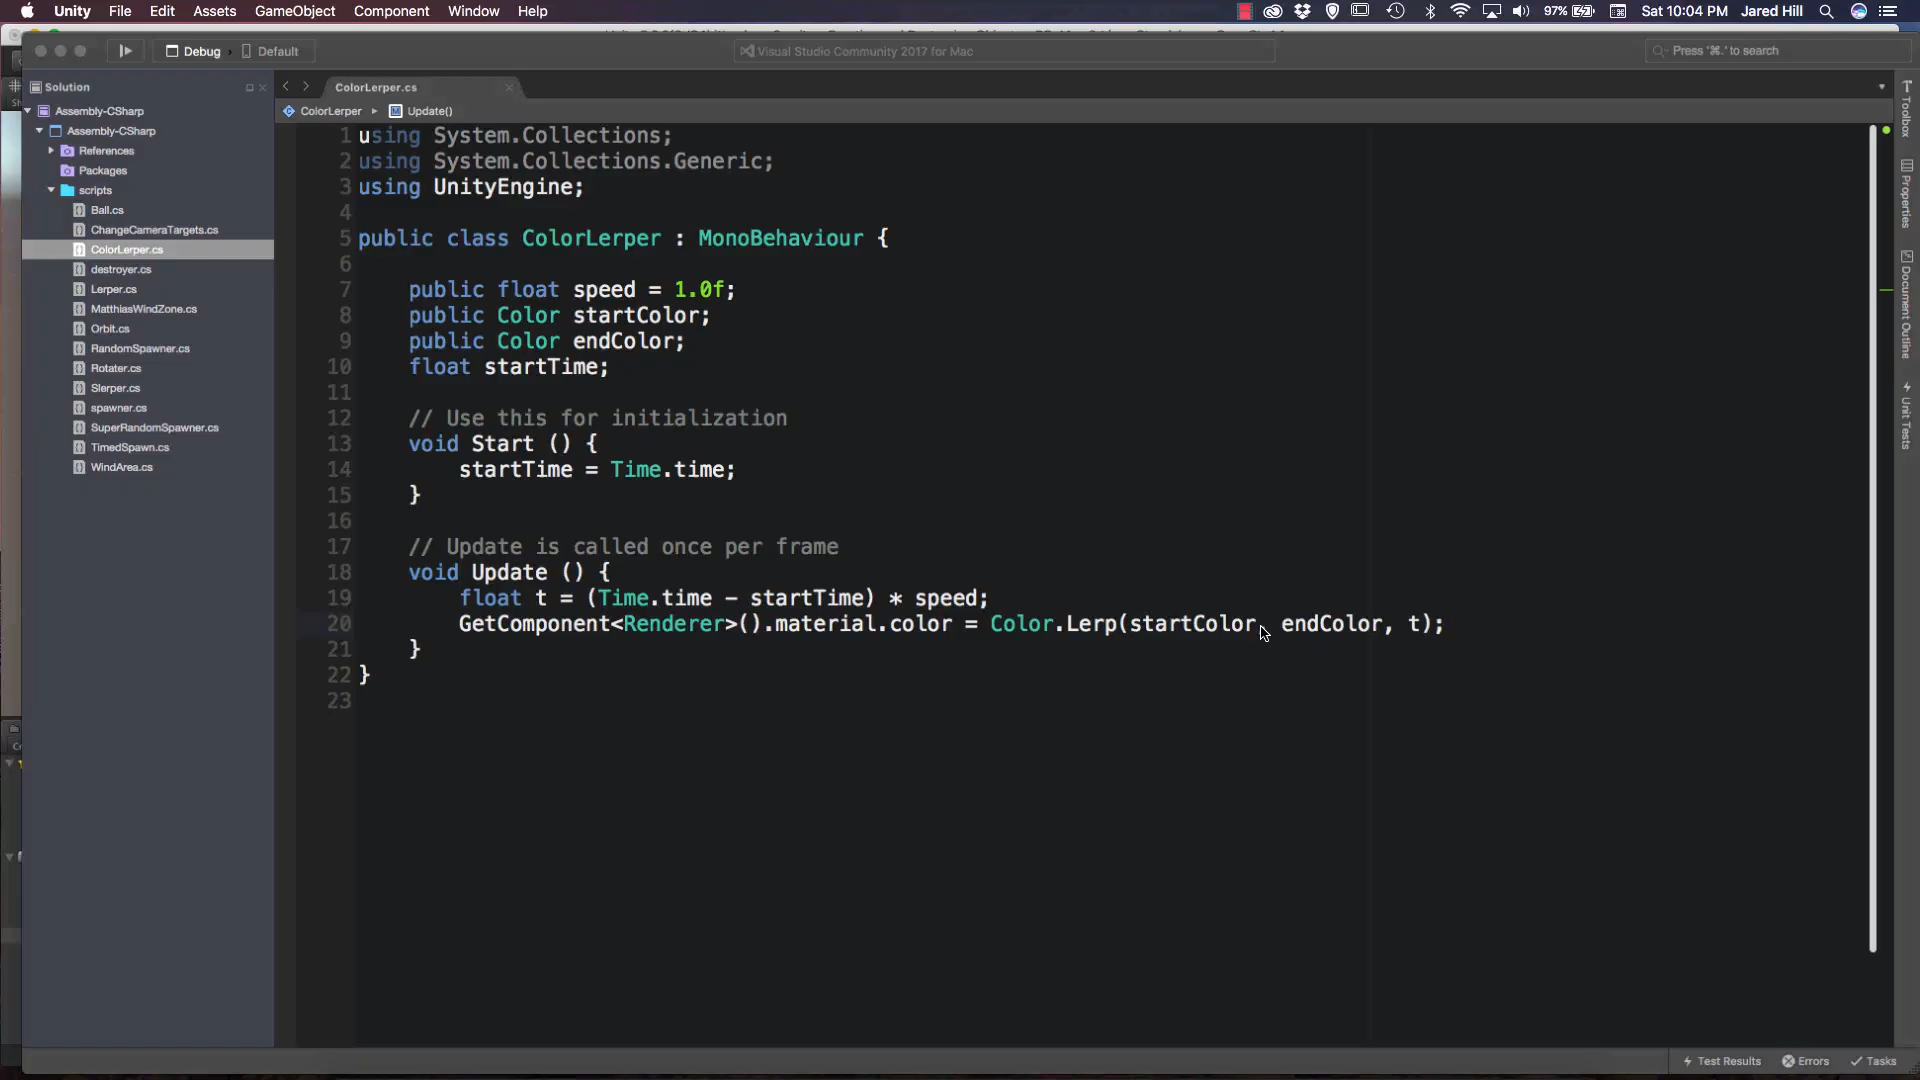 Unity File Edit Assets GameObject Component Window Help 97% Sat 10:04 PM Jared Hill
Debug Default Visual Studio Community 2017 for Mac Press '⌘.' to search
Solution
ColorLerper.cs
ColorLerper Update()
Assembly-CSharp
Assembly-CSharp
References
Packages
scripts
Ball.cs
ChangeCameraTargets.cs
ColorLerper.cs
destroyer.cs
Lerper.cs
MatthiasWindZone.cs
Orbit.cs
RandomSpawner.cs
Rotater.cs
Slerper.cs
spawner.cs
SuperRandomSpawner.cs
TimedSpawn.cs
WindArea.cs
1 using System.Collections;
2 using System.Collections.Generic;
3 using UnityEngine;
4
5 public class ColorLerper : MonoBehaviour {
6
7 public float speed = 1.0f;
8 public Color startColor;
9 public Color endColor;
10 float startTime;
11
12 // Use this for initialization
13 void Start () {
14 startTime = Time.time;
15 }
16
17 // Update is called once per frame
18 void Update () {
19 float t = (Time.time - startTime) * speed;
20 GetComponent<Renderer>().material.color = Color.Lerp(startColor, endColor, t);
21 }
22 }
23
Toolbox
Properties
Document Outline
Unit Tests
Test Results Errors Tasks